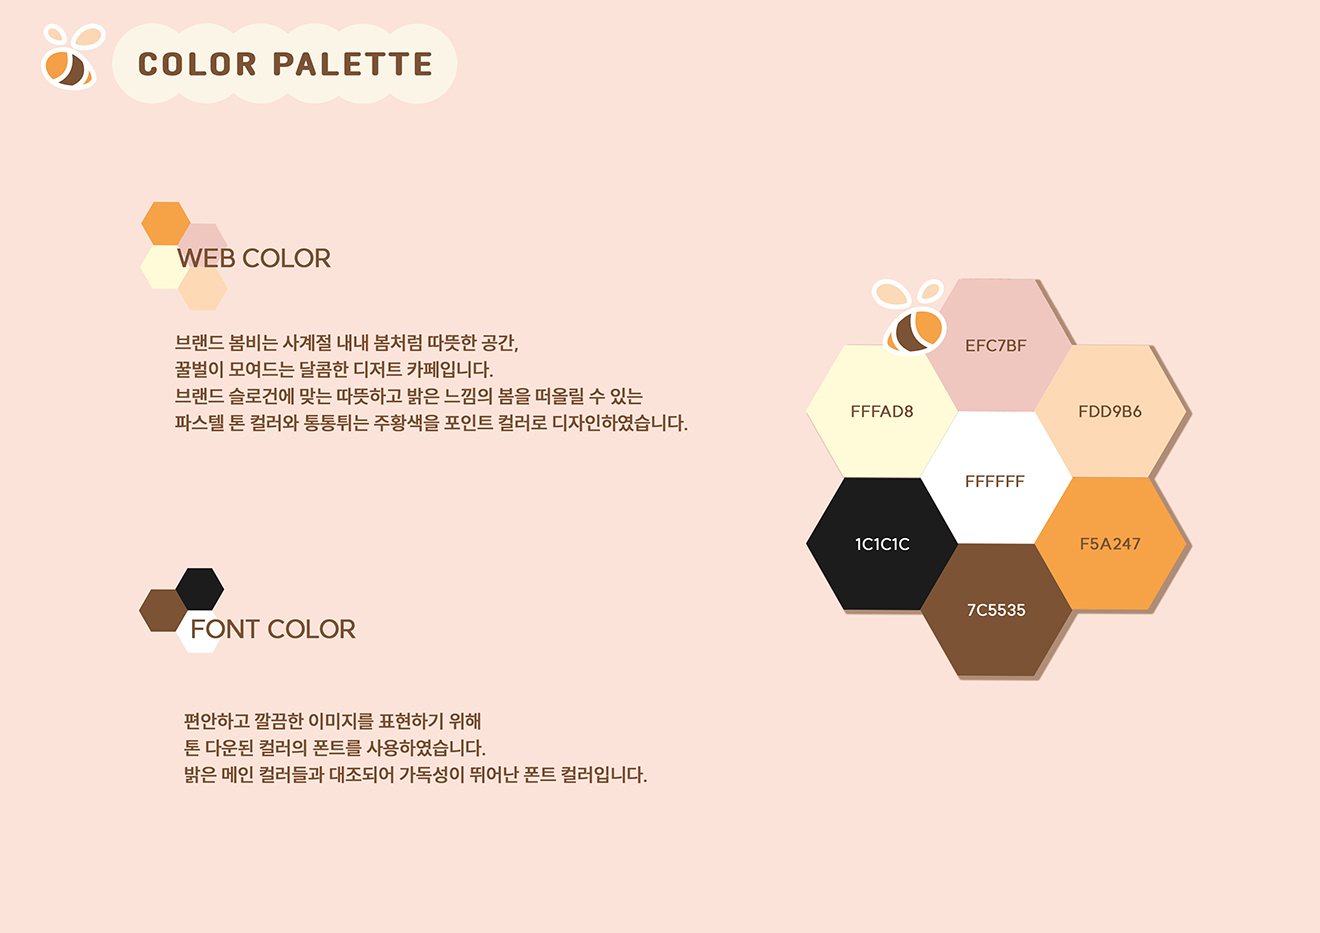 COLOR PALETTE
WEB COLOR
브랜드 봄비는 사계절 내내 봄처럼 따뜻한 공간,
꿀벌이 모여드는 달콤한 디저트 카페입니다.
브랜드 슬로건에 맞는 따뜻하고 밝은 느낌의 봄을 떠올릴 수 있는
파스텔 톤 컬러와 통통튀는 주황색을 포인트 컬러로 디자인하였습니다.
FONT COLOR
편안하고 깔끔한 이미지를 표현하기 위해
톤 다운된 컬러의 폰트를 사용하였습니다.
밝은 메인 컬러들과 대조되어 가독성이 뛰어난 폰트 컬러입니다.
EFC7BF
FFFAD8
FDD9B6
FFFFFF
1C1C1C
F5A247
7C5535